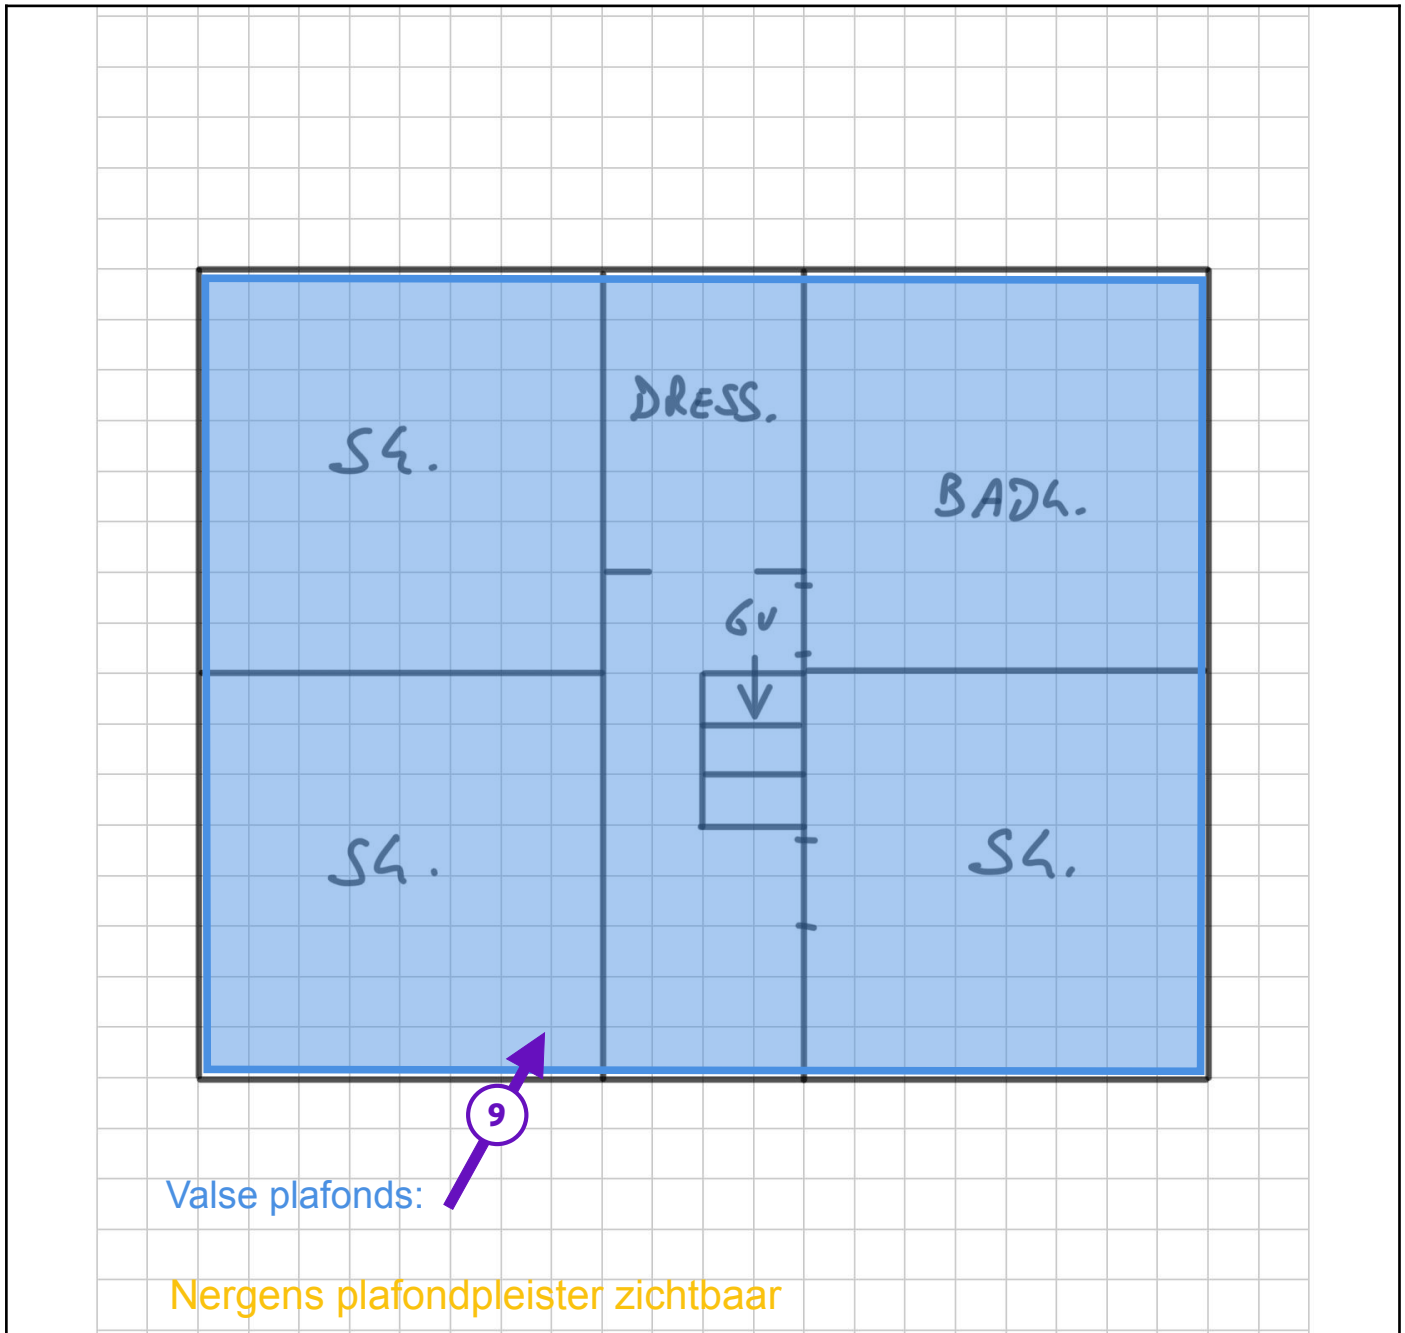 DRESS.
SK.
BADK.
GV
SK.
SK.
9
Valse plafonds:
Nergens plafondpleister zichtbaar